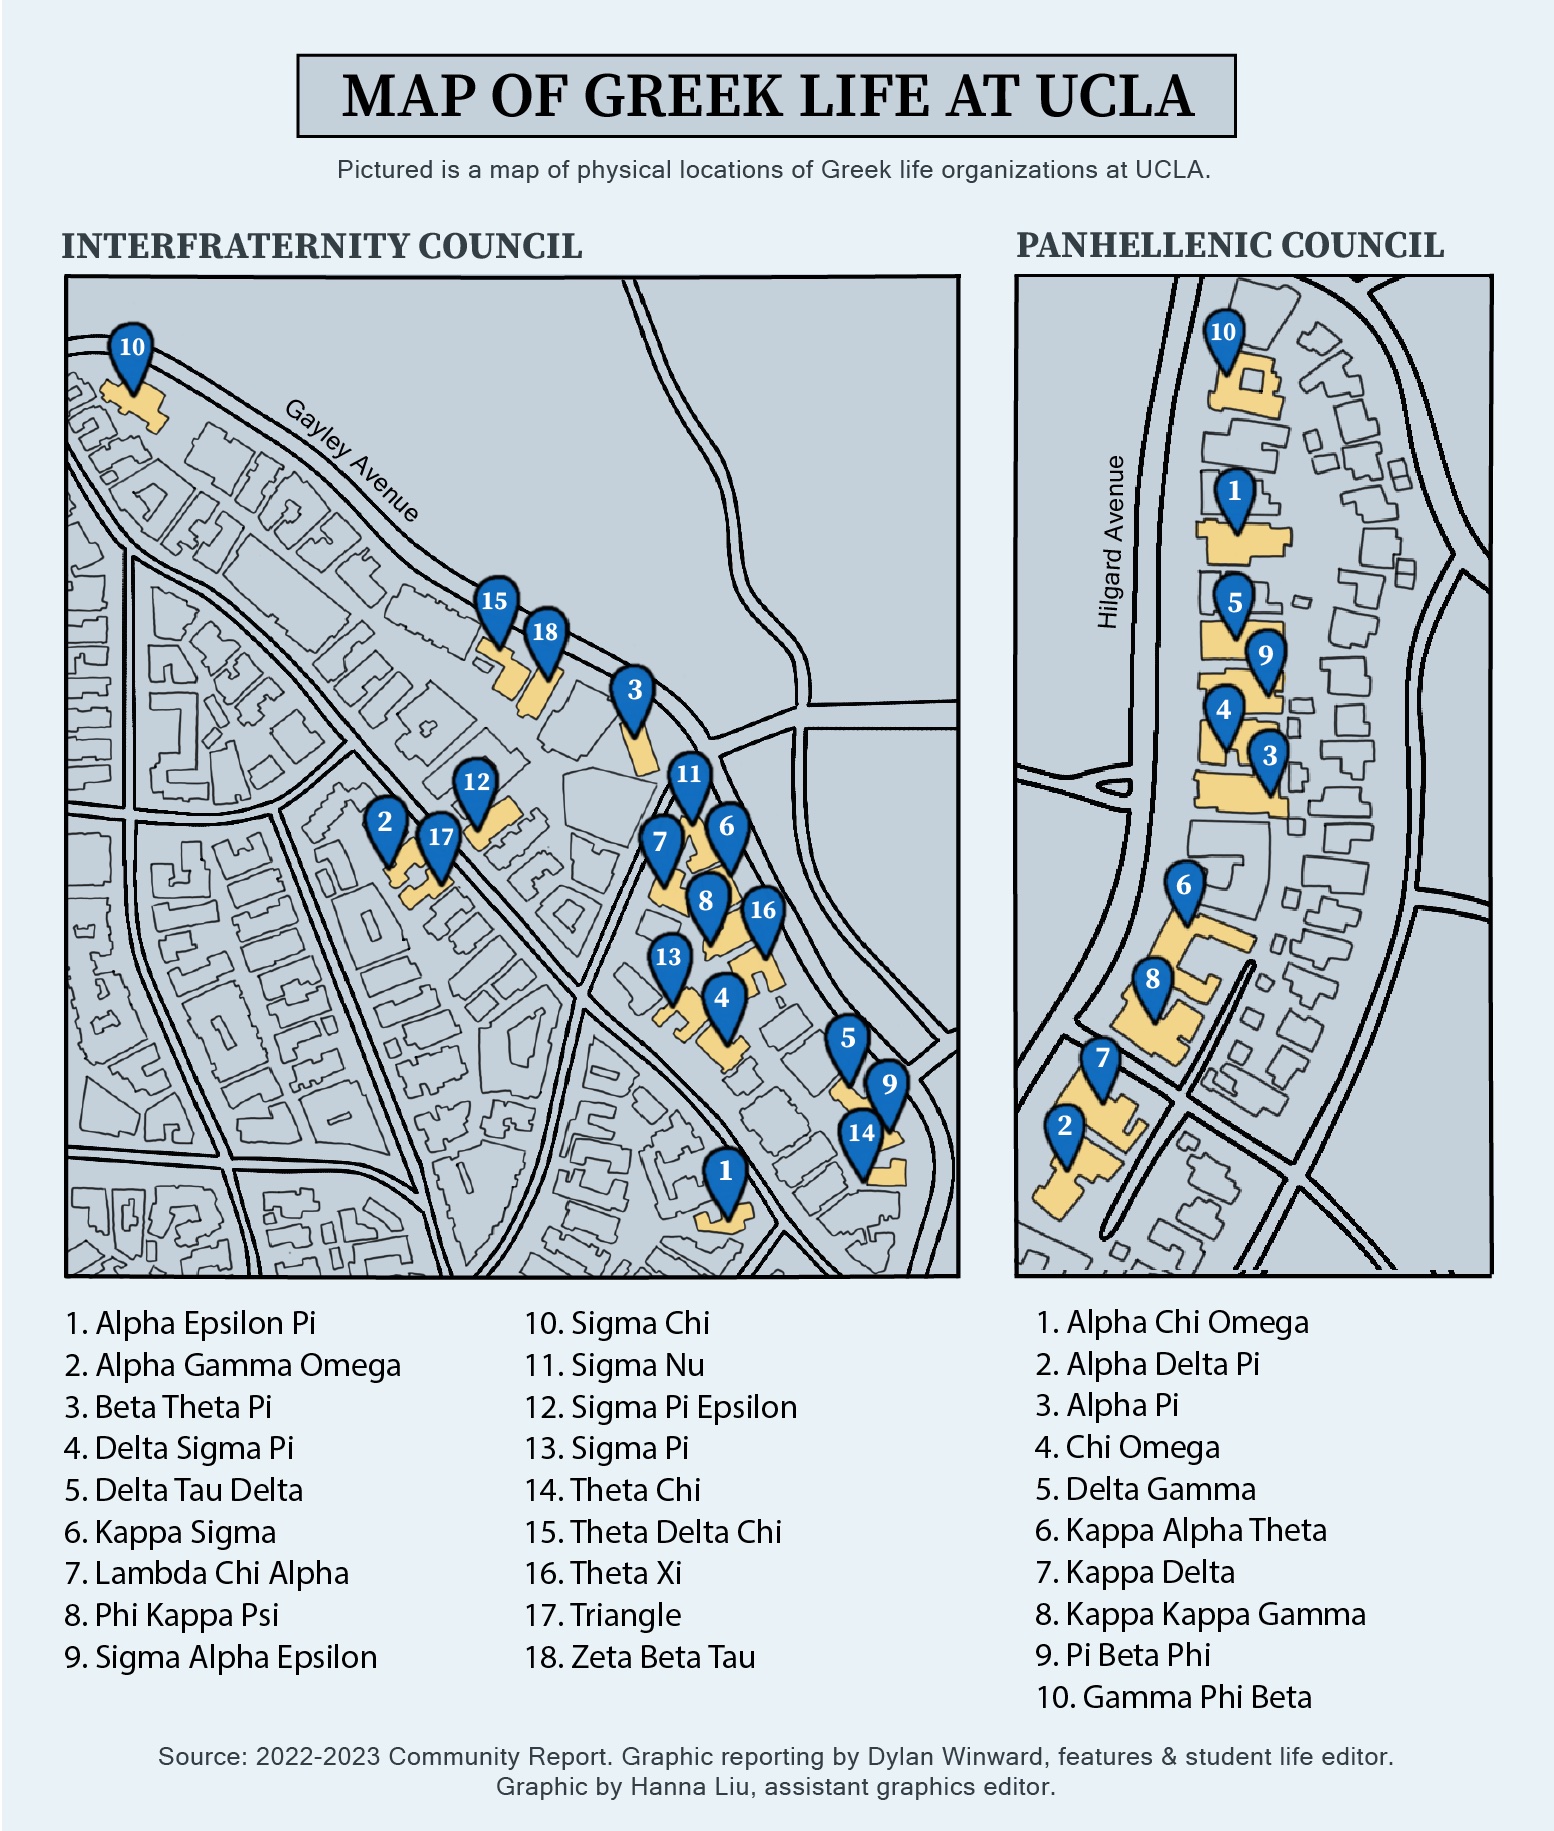 MAP OF GREEK LIFE AT UCLA
Pictured is a map of physical locations of Greek life organizations at UCLA.
INTERFRATERNITY COUNCIL
10
Gayley Avenue
15
18
3
12
11
2
17
7
6
8
16
13
4
5
9
14
1
1. Alpha Epsilon Pi
2. Alpha Gamma Omega
3. Beta Theta Pi
4. Delta Sigma Pi
5. Delta Tau Delta
6. Kappa Sigma
7. Lambda Chi Alpha
8. Phi Kappa Psi
9. Sigma Alpha Epsilon
10. Sigma Chi
11. Sigma Nu
12. Sigma Pi Epsilon
13. Sigma Pi
14. Theta Chi
15. Theta Delta Chi
16. Theta Xi
17. Triangle
18. Zeta Beta Tau
PANHELLENIC COUNCIL
10
1
Hilgard Avenue
5
9
4
3
6
8
7
2
1. Alpha Chi Omega
2. Alpha Delta Pi
3. Alpha Pi
4. Chi Omega
5. Delta Gamma
6. Kappa Alpha Theta
7. Kappa Delta
8. Kappa Kappa Gamma
9. Pi Beta Phi
10. Gamma Phi Beta
Source: 2022-2023 Community Report. Graphic reporting by Dylan Winward, features & student life editor.
Graphic by Hanna Liu, assistant graphics editor.